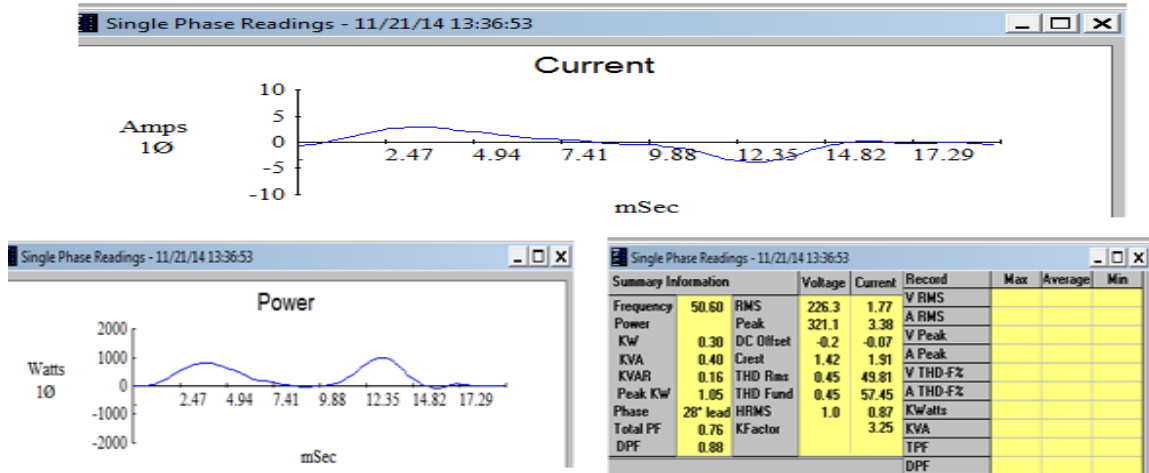 Single Phase Readings - 11/21/14 13:36:53
Current
10
5
0
-5
-10
Amps
1Ø
2.47 4.94 7.41 9.88 12.35 14.82 17.29
mSec
Single Phase Readings - 11/21/14 13:36:53
Power
2000
1000
0
-1000
-2000
Watts
1Ø
2.47 4.94 7.41 9.88 12.35 14.82 17.29
mSec
Single Phase Readings - 11/21/14 13:36:53
Summary Information Voltage Current Record Max Average Min
Frequency 50.60 RMS 226.3 1.77 V RMS
Power Peak 321.1 3.38 A RMS
KW 0.30 DC Offset -0.2 -0.07 V Peak
KVA 0.40 Crest 1.42 1.91 A Peak
KVAR 0.16 THD Rms 0.45 49.81 V THD-F%
Peak KW 1.05 THD Fund 0.45 57.45 A THD-F%
Phase 28° lead HRMS 1.0 0.87 KWatts
Total PF 0.76 KFactor 3.25 KVA
DPF 0.88 TPF
DPF